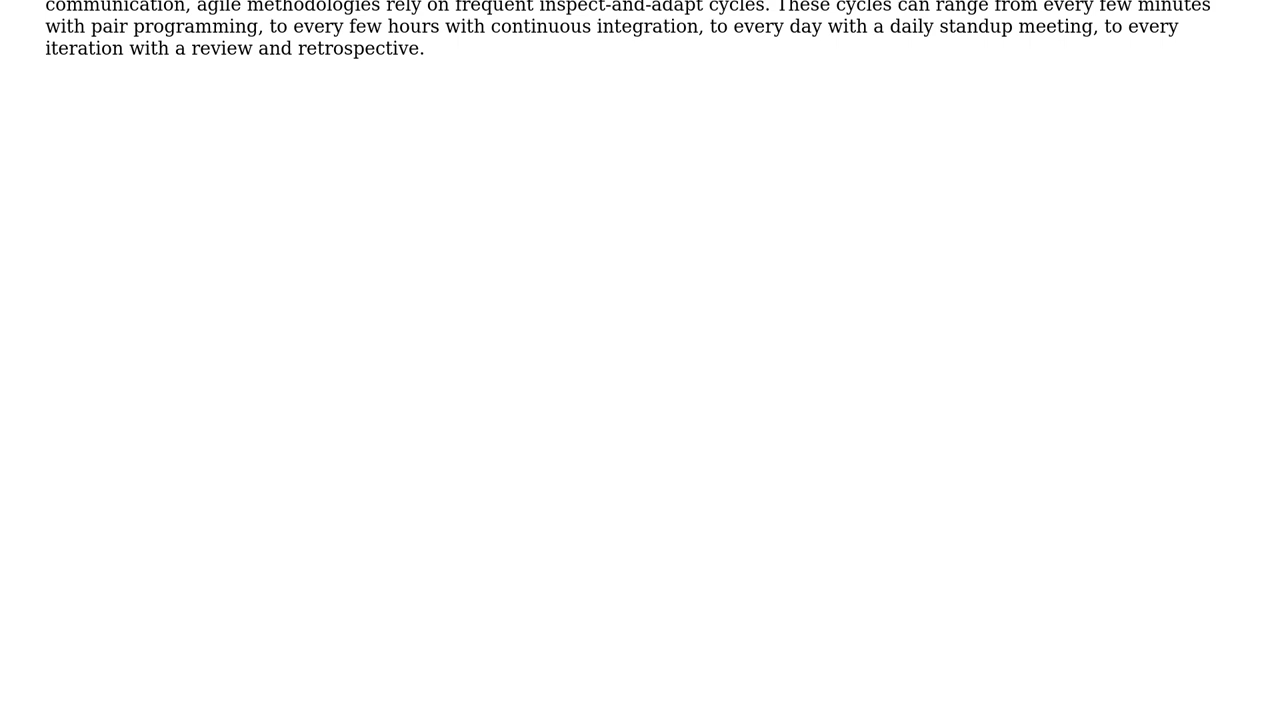 communication, agile methodologies rely on frequent inspect-and-adapt cycles. These cycles can range from every few minutes
with pair programming, to every few hours with continuous integration, to every day with a daily standup meeting, to every
iteration with a review and retrospective.